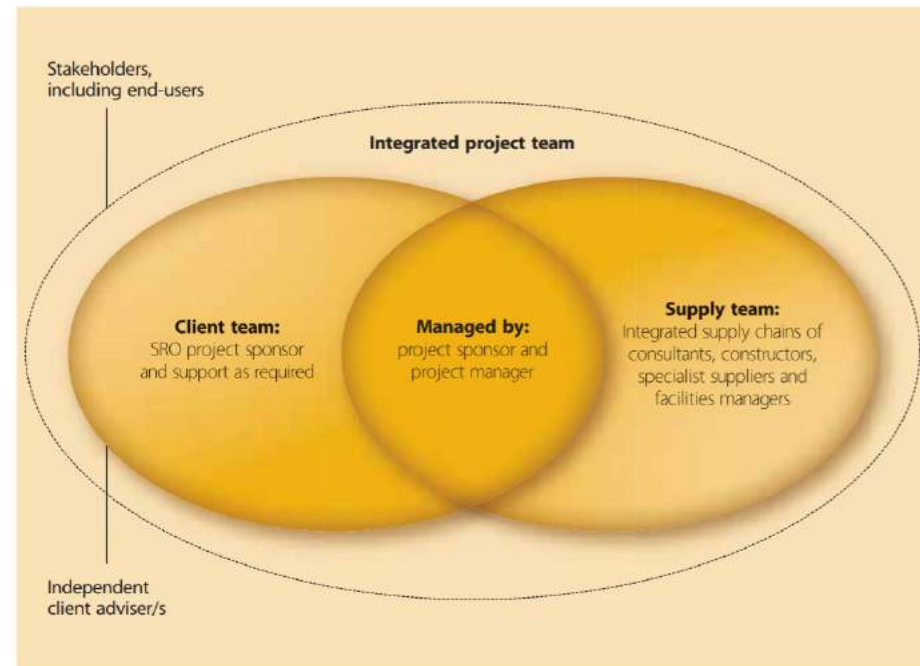 Stakeholders,
including end-users
Integrated project team
Client team:
SRO project sponsor
and support as required
Managed by:
project sponsor and
project manager
Supply team:
Integrated supply chains of
consultants, constructors,
specialist suppliers and
facilities managers
Independent
client adviser/s